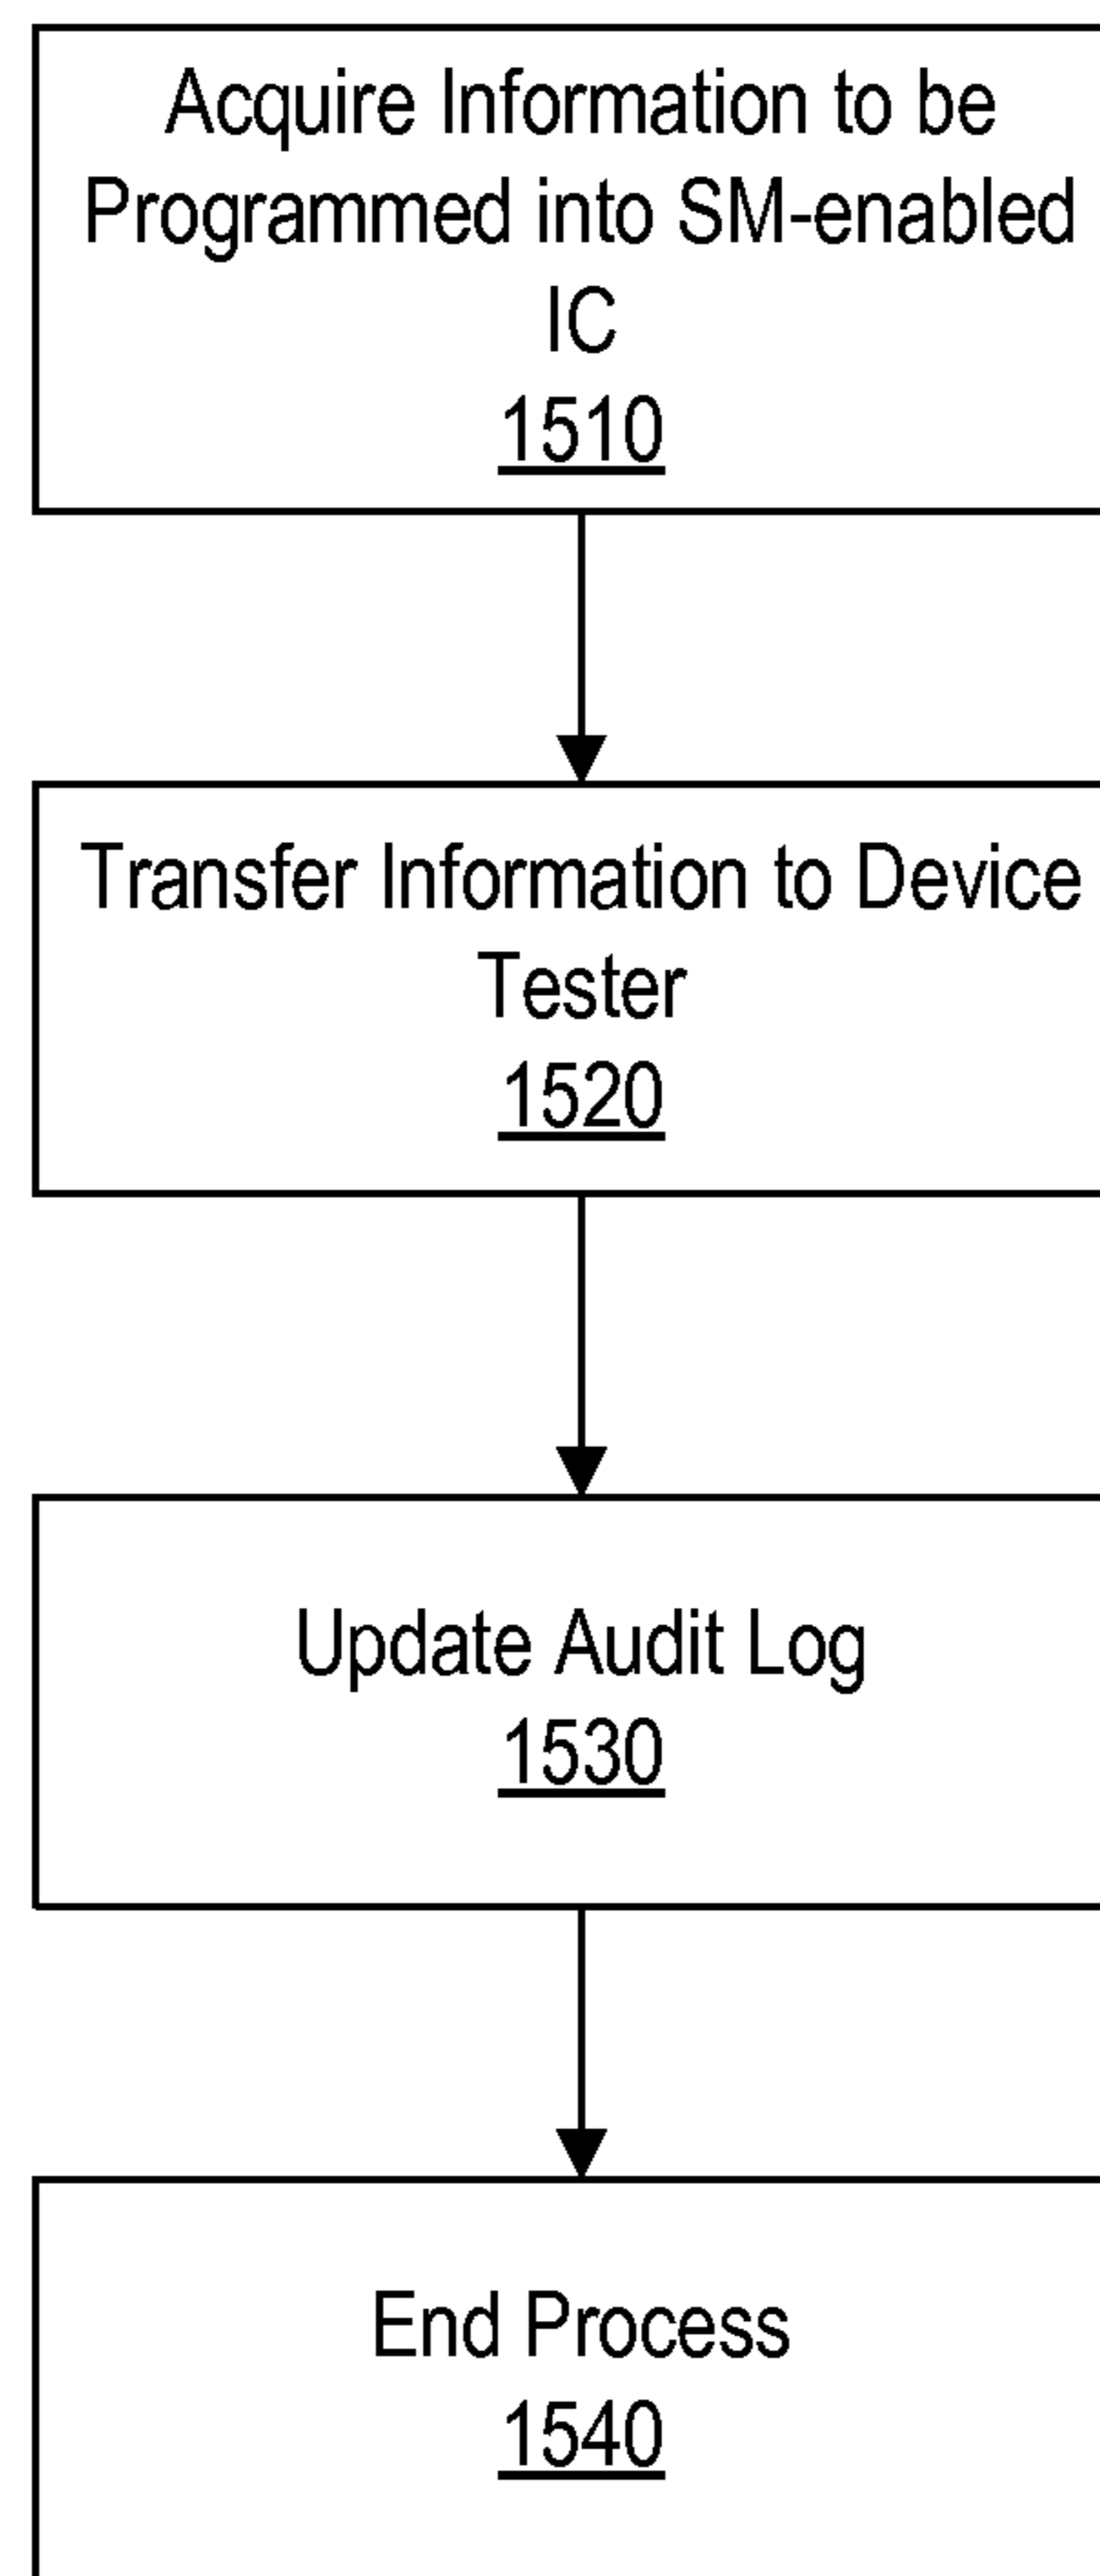 Acquire Information to be
Programmed into SM-enabled
IC
1510
Transfer Information to Device
Tester
1520
Update Audit Log
1530
End Process
1540